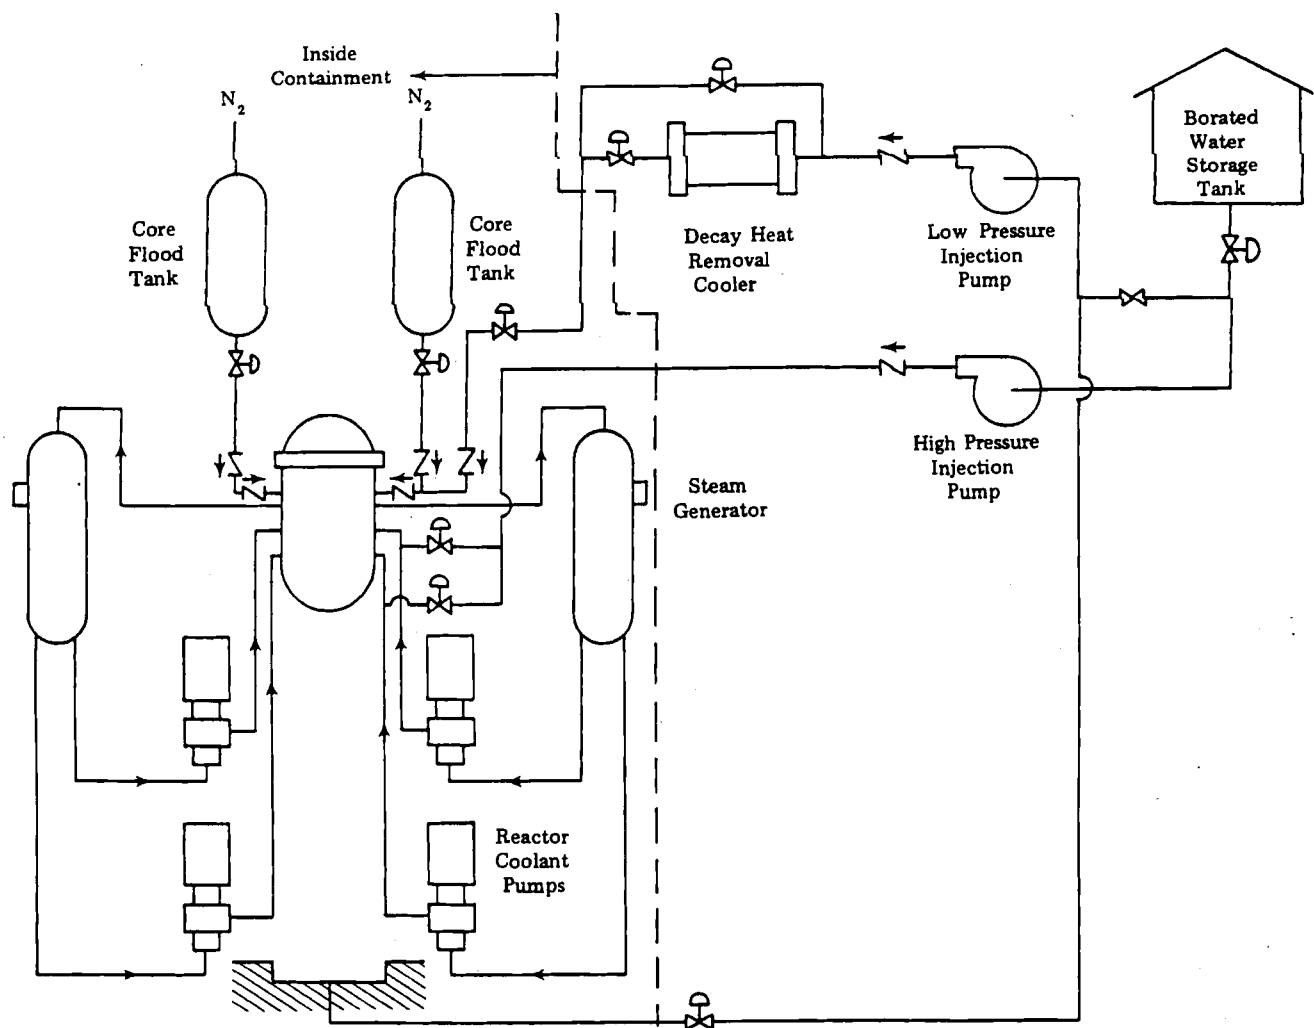 Inside
Containment
N2
N2
Borated
Water
Storage
Tank
Core
Flood
Tank
Core
Flood
Tank
Decay Heat
Removal
Cooler
Low Pressure
Injection
Pump
High Pressure
Injection
Pump
Steam
Generator
Reactor
Coolant
Pumps